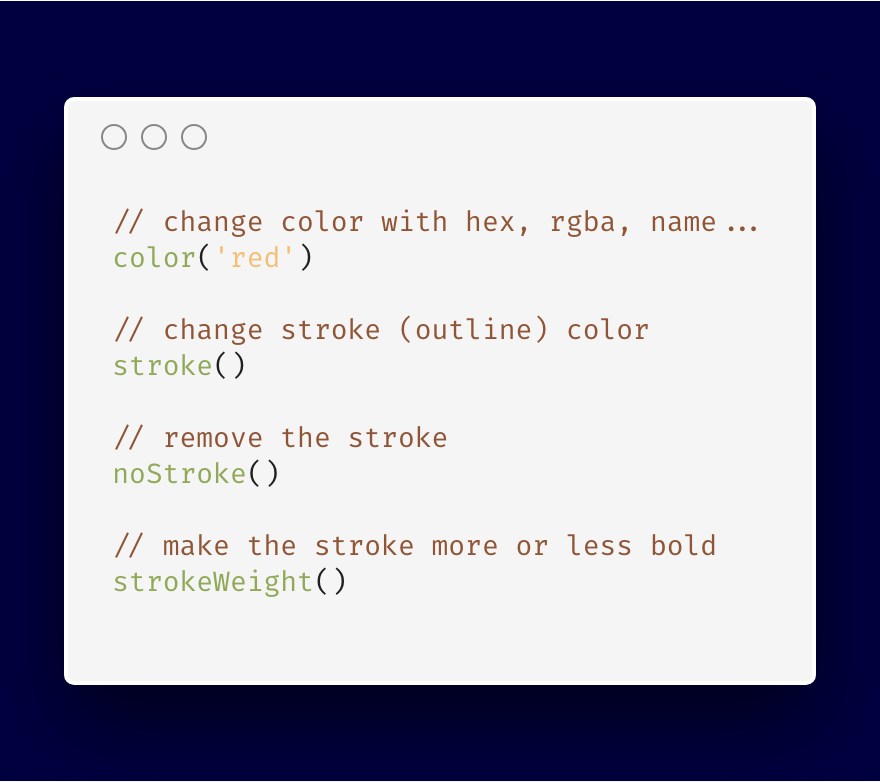 // change color with hex, rgba, name...
color('red')
// change stroke (outline) color
stroke()
// remove the stroke
noStroke()
// make the stroke more or less bold
strokeWeight()